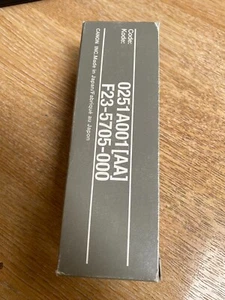 Code:
Kode:
0251A001[AA]
F23-5705-000
CANON INC. Made in Japan/Fabriqué au Japon